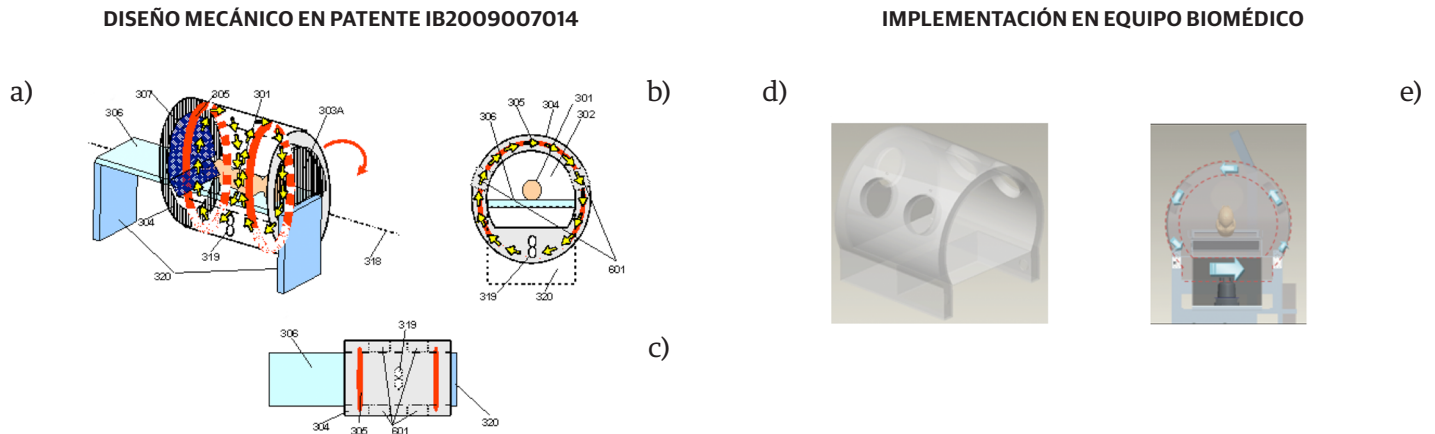 DISEÑO MECÁNICO EN PATENTE IB2009007014
IMPLEMENTACIÓN EN EQUIPO BIOMÉDICO
a)
306
307
305
301
303A
304
319
320
318
b)
305
304
301
302
306
601
319
320
c)
306
319
304
305
601
320
d)
e)